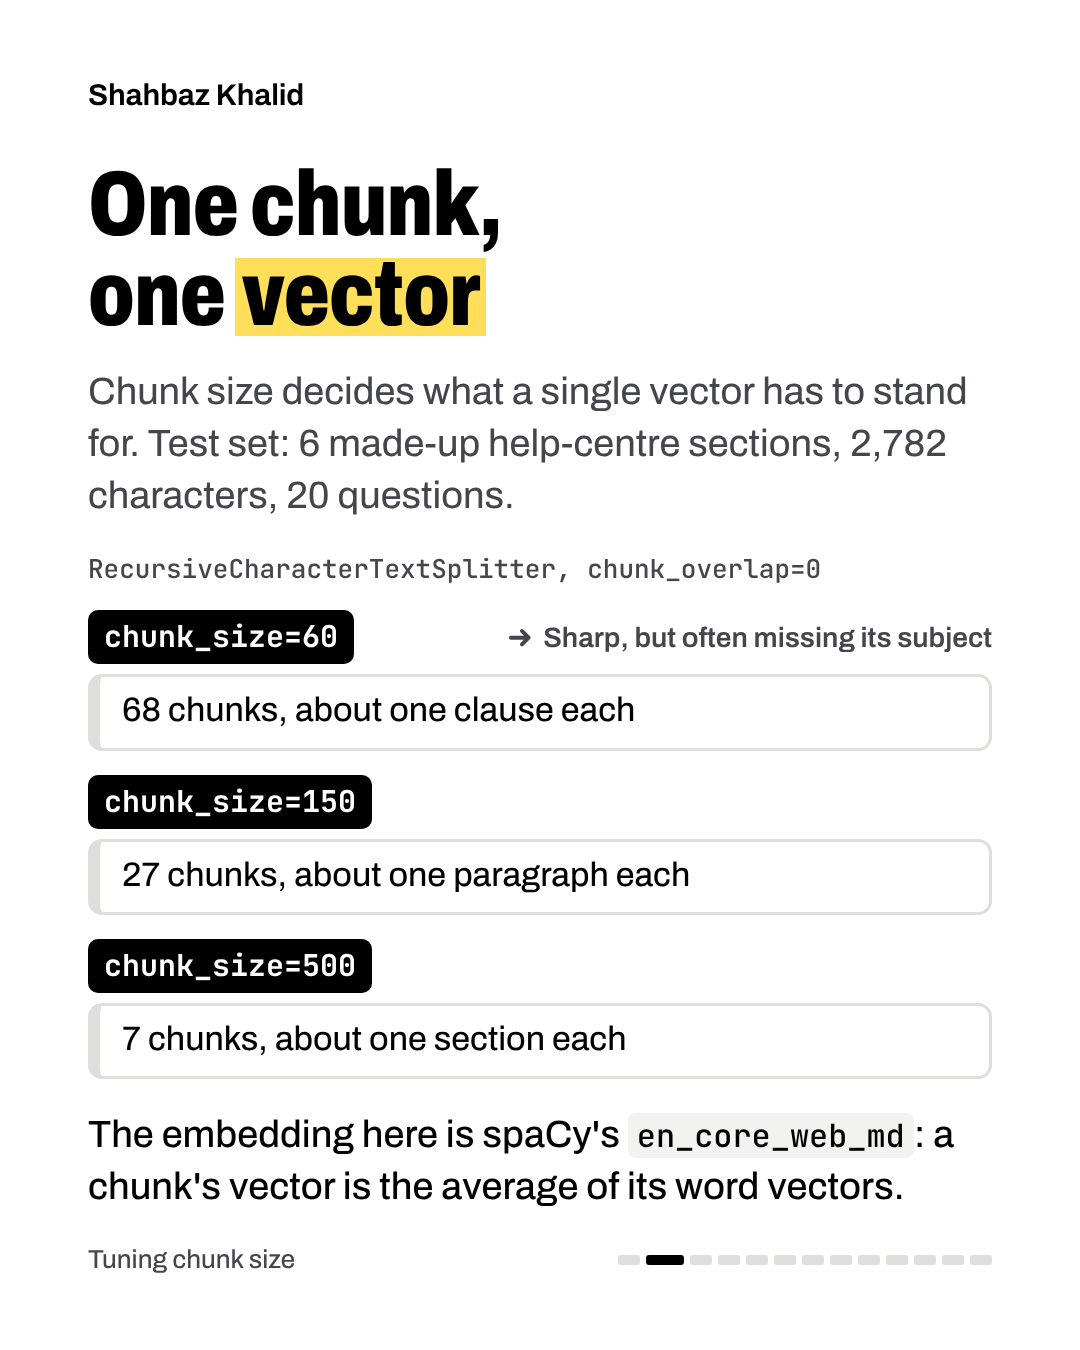 Shahbaz Khalid
One chunk,
one vector
Chunk size decides what a single vector has to stand
for. Test set: 6 made-up help-centre sections, 2,782
characters, 20 questions.
RecursiveCharacterTextSplitter, chunk_overlap=0
chunk_size=60 → Sharp, but often missing its subject
68 chunks, about one clause each
chunk_size=150
27 chunks, about one paragraph each
chunk_size=500
7 chunks, about one section each
The embedding here is spaCy's en_core_web_md: a
chunk's vector is the average of its word vectors.
Tuning chunk size